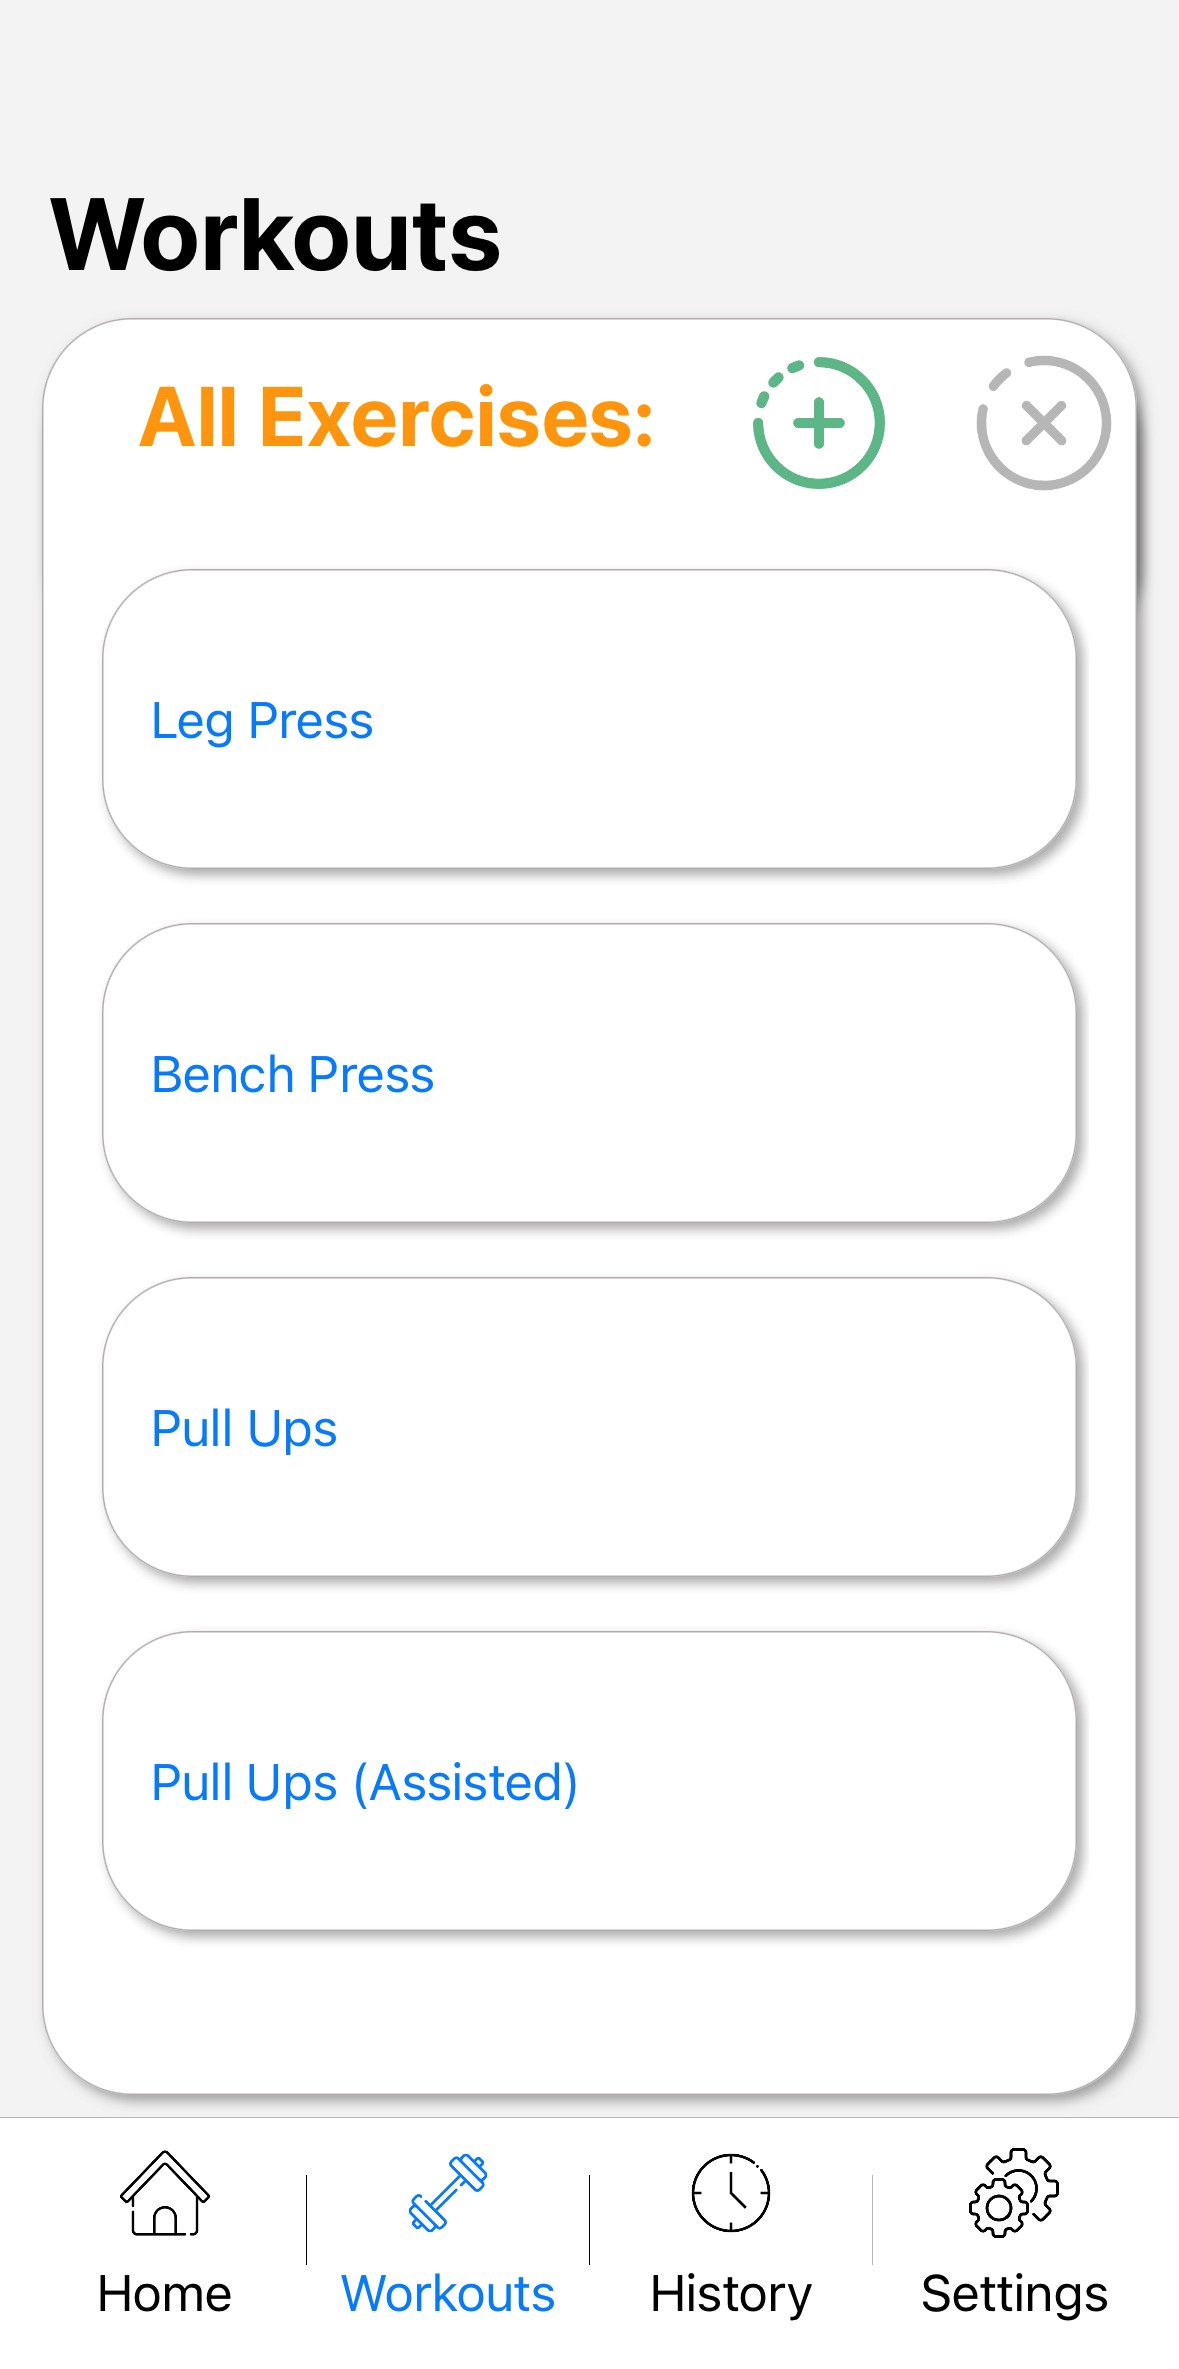 Workouts
All Exercises:
Leg Press
Bench Press
Pull Ups
Pull Ups (Assisted)
Home
Workouts
History
Settings